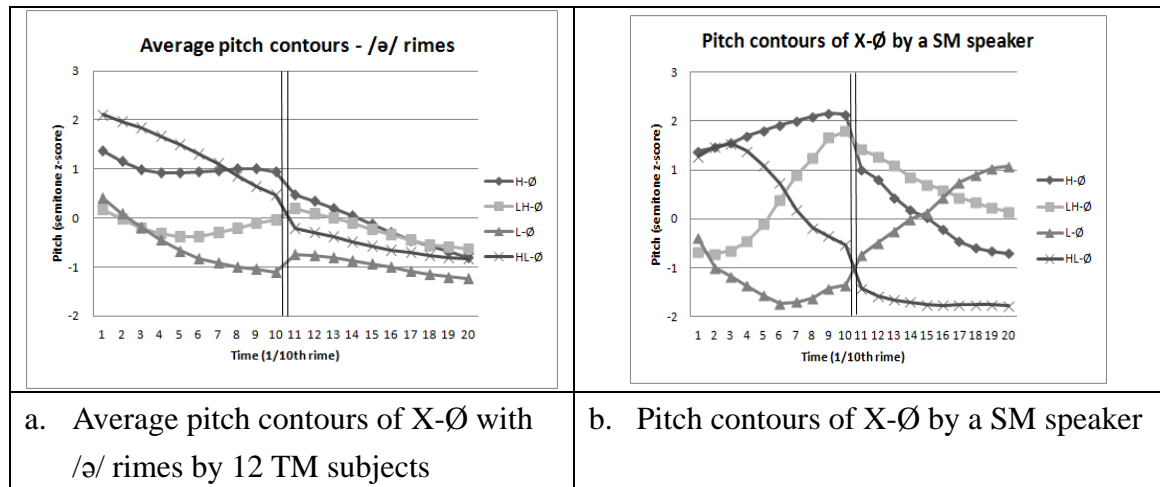 Average pitch contours - /ə/ rimes
Pitch (semitone z-score)
3
2
1
0
-1
-2
1 2 3 4 5 6 7 8 9 10 11 12 13 14 15 16 17 18 19 20
Time (1/10th rime)
H-Ø
LH-Ø
L-Ø
HL-Ø
Pitch contours of X-Ø by a SM speaker
Pitch (semitone z-score)
3
2
1
0
-1
-2
1 2 3 4 5 6 7 8 9 10 11 12 13 14 15 16 17 18 19 20
Time (1/10th rime)
H-Ø
LH-Ø
L-Ø
HL-Ø
a. Average pitch contours of X-Ø with
/ə/ rimes by 12 TM subjects
b. Pitch contours of X-Ø by a SM speaker